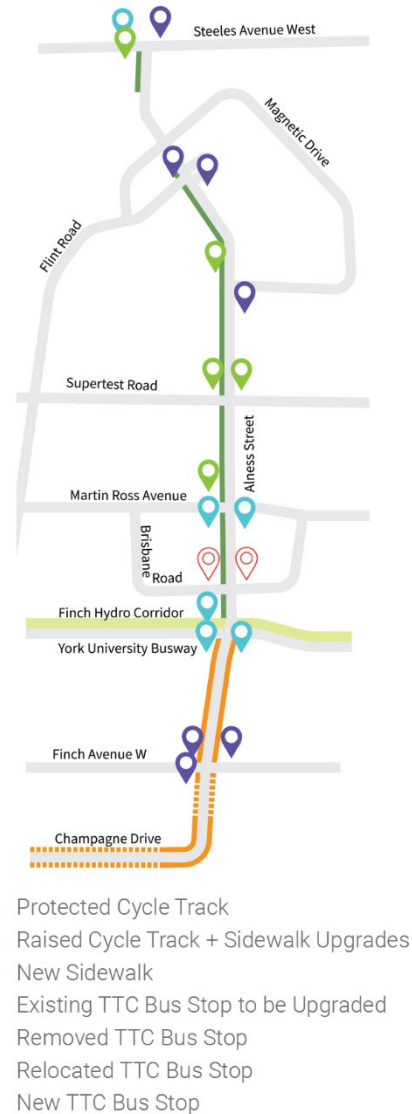 Steeles Avenue West
Magnetic Drive
Flint Road
Supertest Road
Alness Street
Martin Ross Avenue
Brisbane
Road
Finch Hydro Corridor
York University Busway
Finch Avenue W
Champagne Drive
Protected Cycle Track
Raised Cycle Track + Sidewalk Upgrades
New Sidewalk
Existing TTC Bus Stop to be Upgraded
Removed TTC Bus Stop
Relocated TTC Bus Stop
New TTC Bus Stop